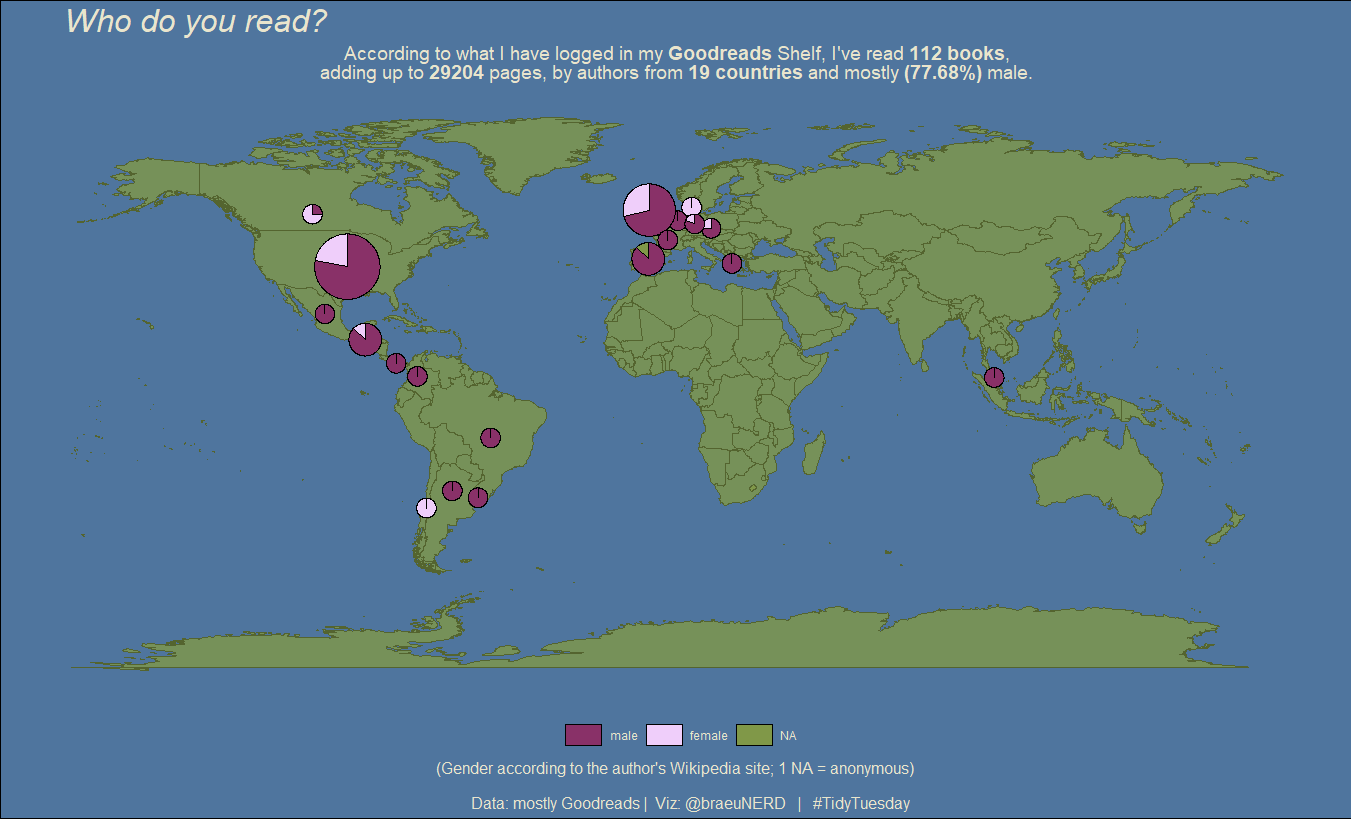 Who do you read?
According to what I have logged in my Goodreads Shelf, I've read 112 books,
adding up to 29204 pages, by authors from 19 countries and mostly (77.68%) male.
male female NA
(Gender according to the author's Wikipedia site; 1 NA = anonymous)
Data: mostly Goodreads | Viz: @braeuNERD | #TidyTuesday